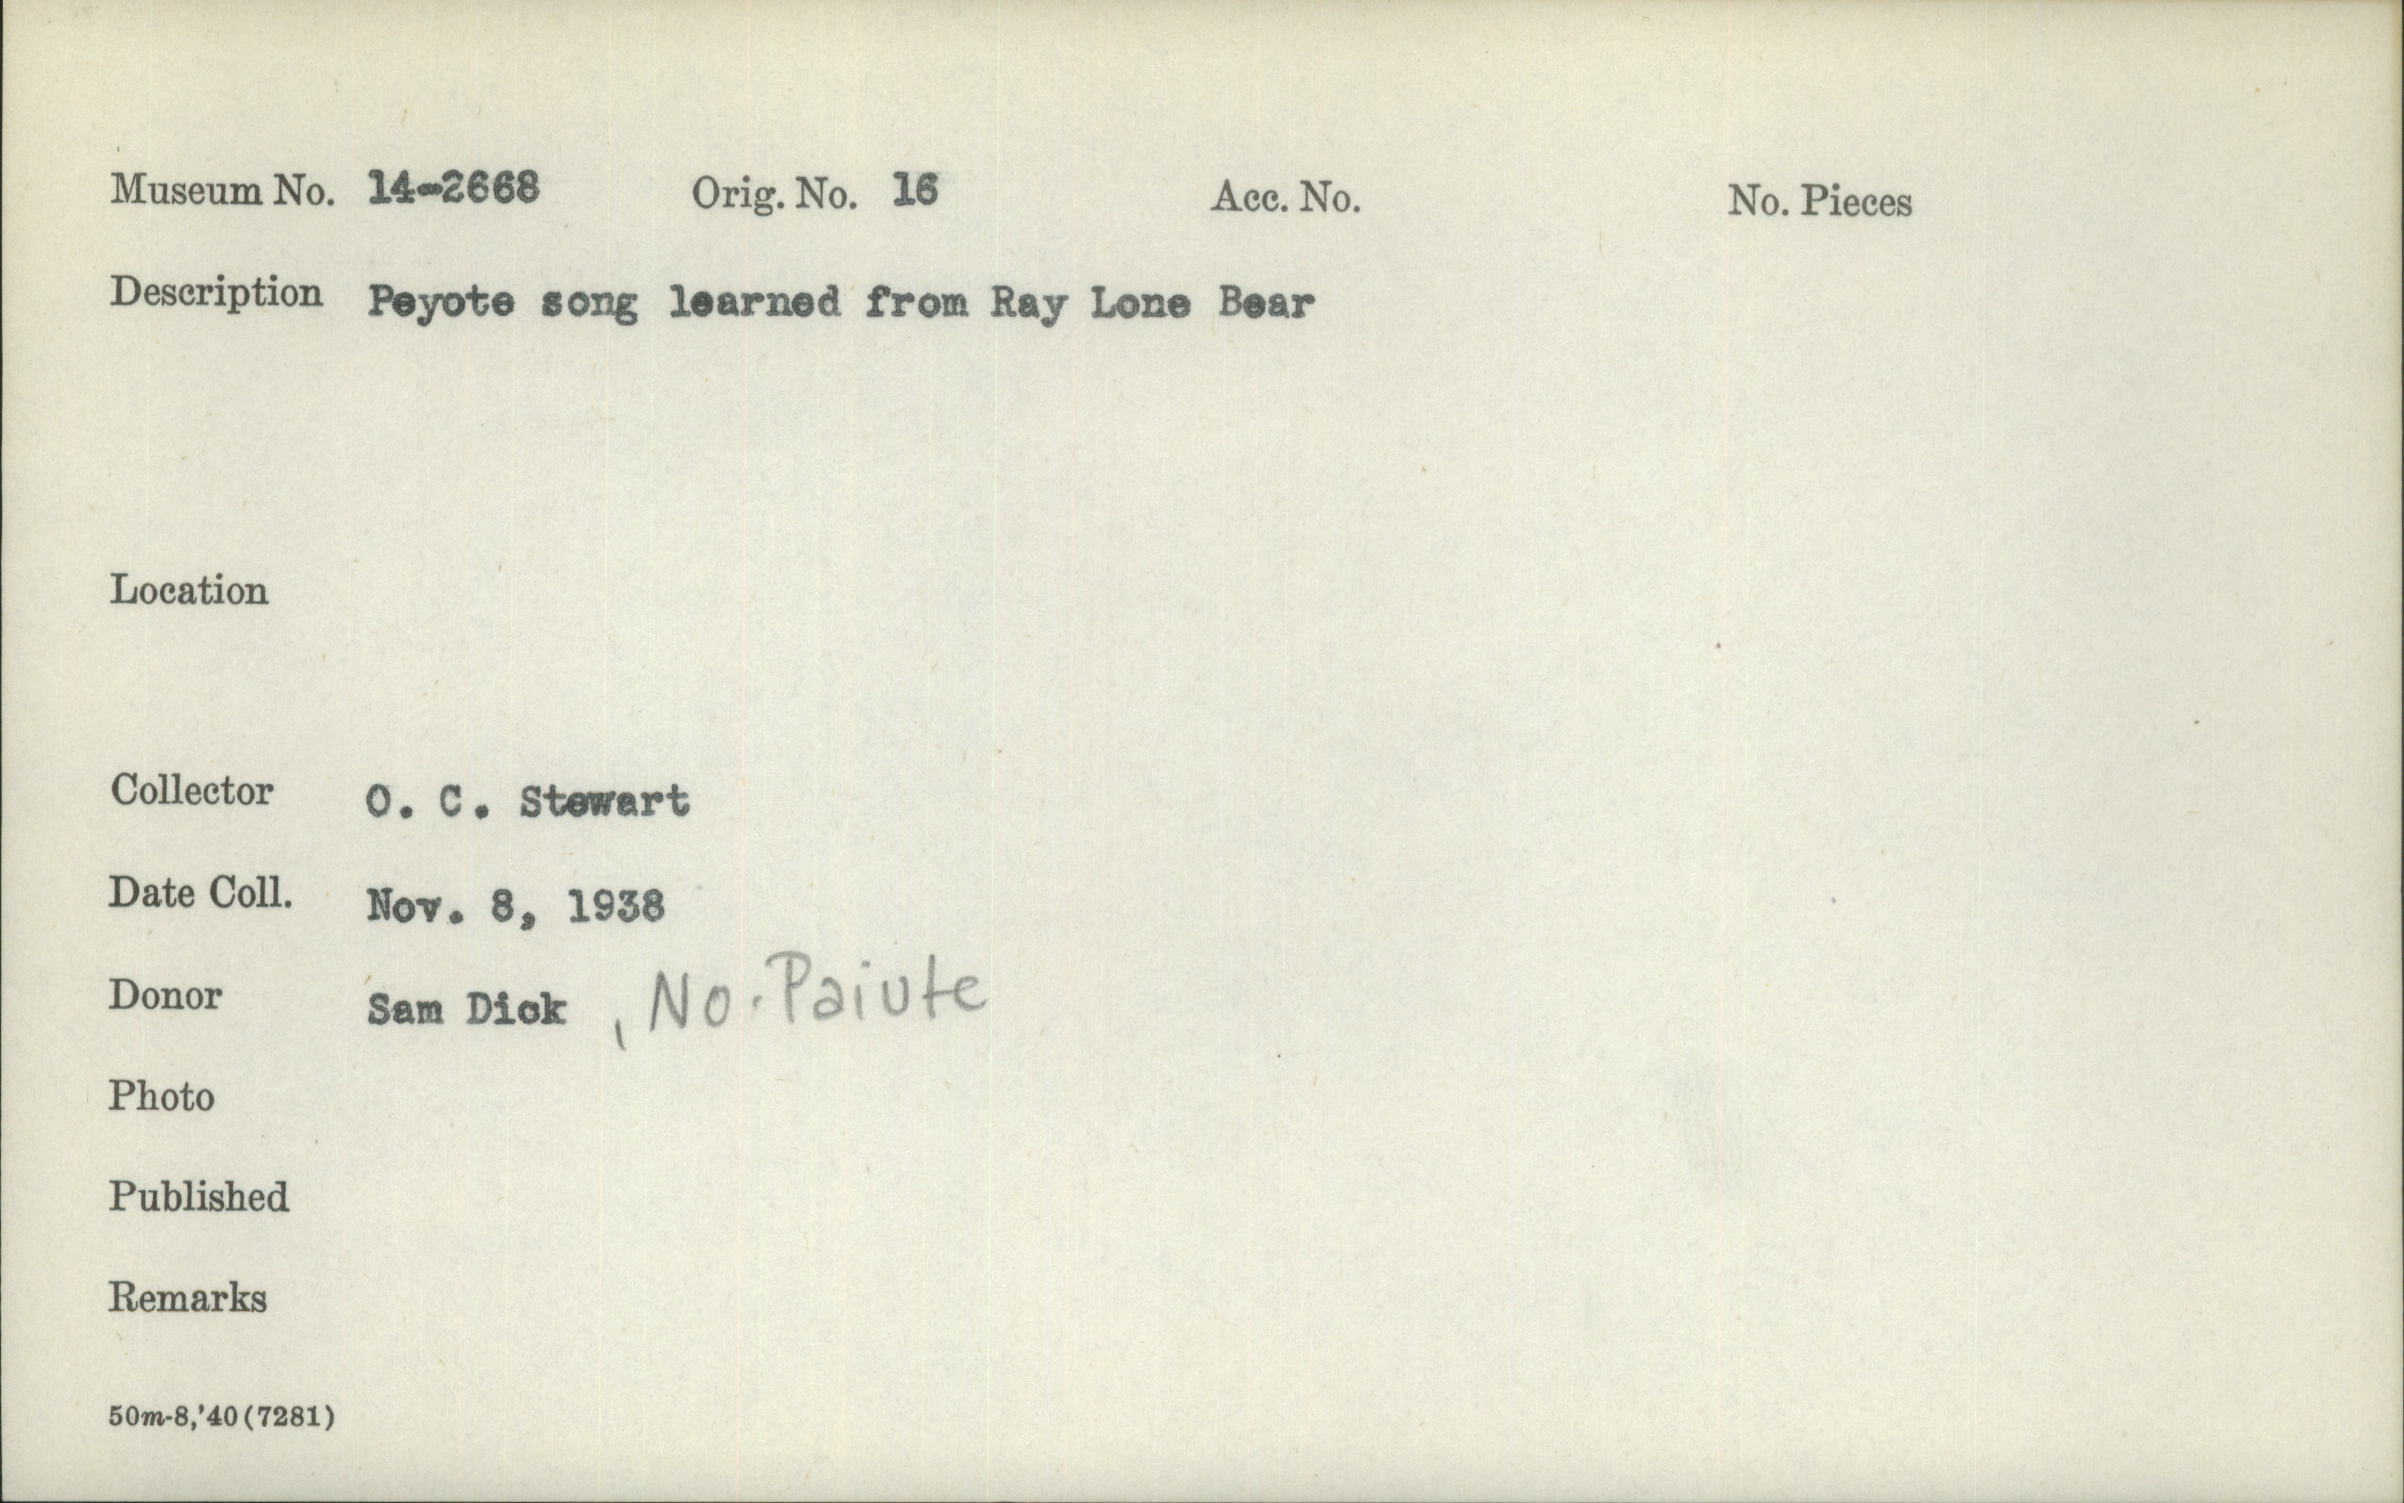 Museum No. 14-2668 Orig. No. 16 Acc. No. No. Pieces
Description Peyote song learned from Ray Lone Bear
Location
Collector O. C. Stewart
Date Coll. Nov. 8, 1938
Donor Sam Dick , No. Paiute
Photo
Published
Remarks
50m-8,'40(7281)